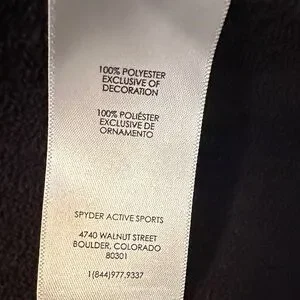 100% POLYESTER
EXCLUSIVE OF
DECORATION
100% POLIÉSTER
EXCLUSIVE DE
ORNAMENTO
SPYDER ACTIVE SPORTS
4740 WALNUT STREET
BOULDER, COLORADO
80301
1(844)977.9337